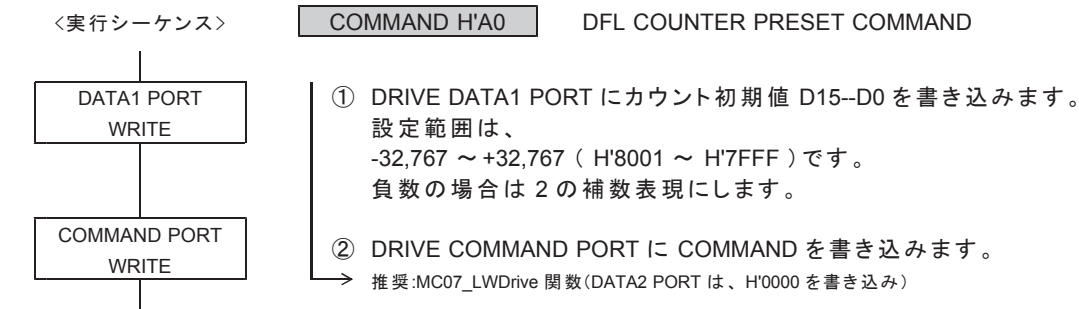 <実行シーケンス>
COMMAND H'A0 DFL COUNTER PRESET COMMAND
DATA1 PORT
WRITE
① DRIVE DATA1 PORT にカウント初期値 D15--D0 を書き込みます。
設定範囲は、
-32,767 ～ +32,767 ( H'8001 ～ H'7FFF ) です。
負数の場合は 2 の補数表現にします。
COMMAND PORT
WRITE
② DRIVE COMMAND PORT に COMMAND を書き込みます。
推奨:MC07_LWDrive 関数(DATA2 PORT は、H'0000 を書き込み)